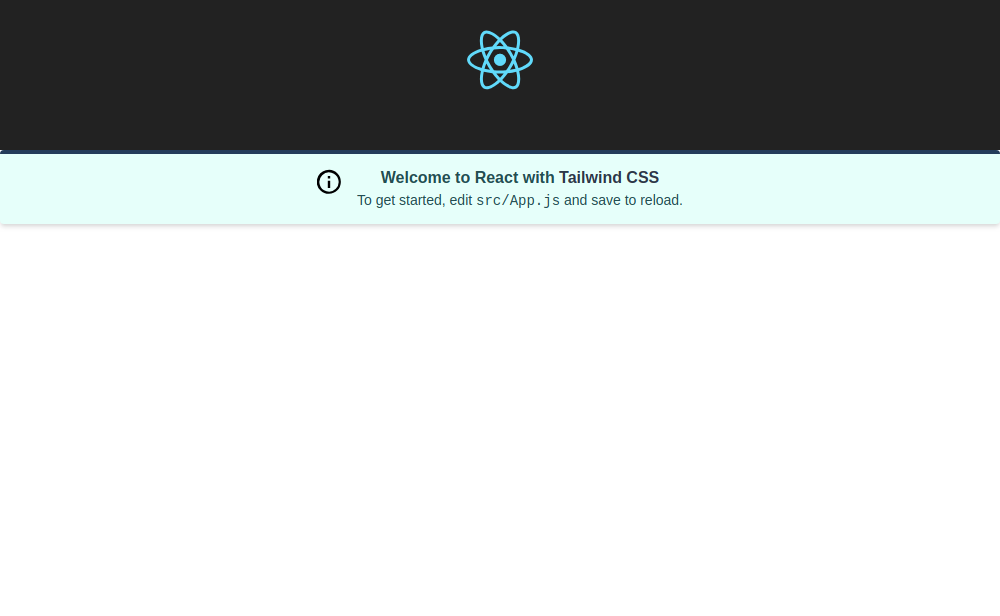 Welcome to React with Tailwind CSS
To get started, edit src/App.js and save to reload.